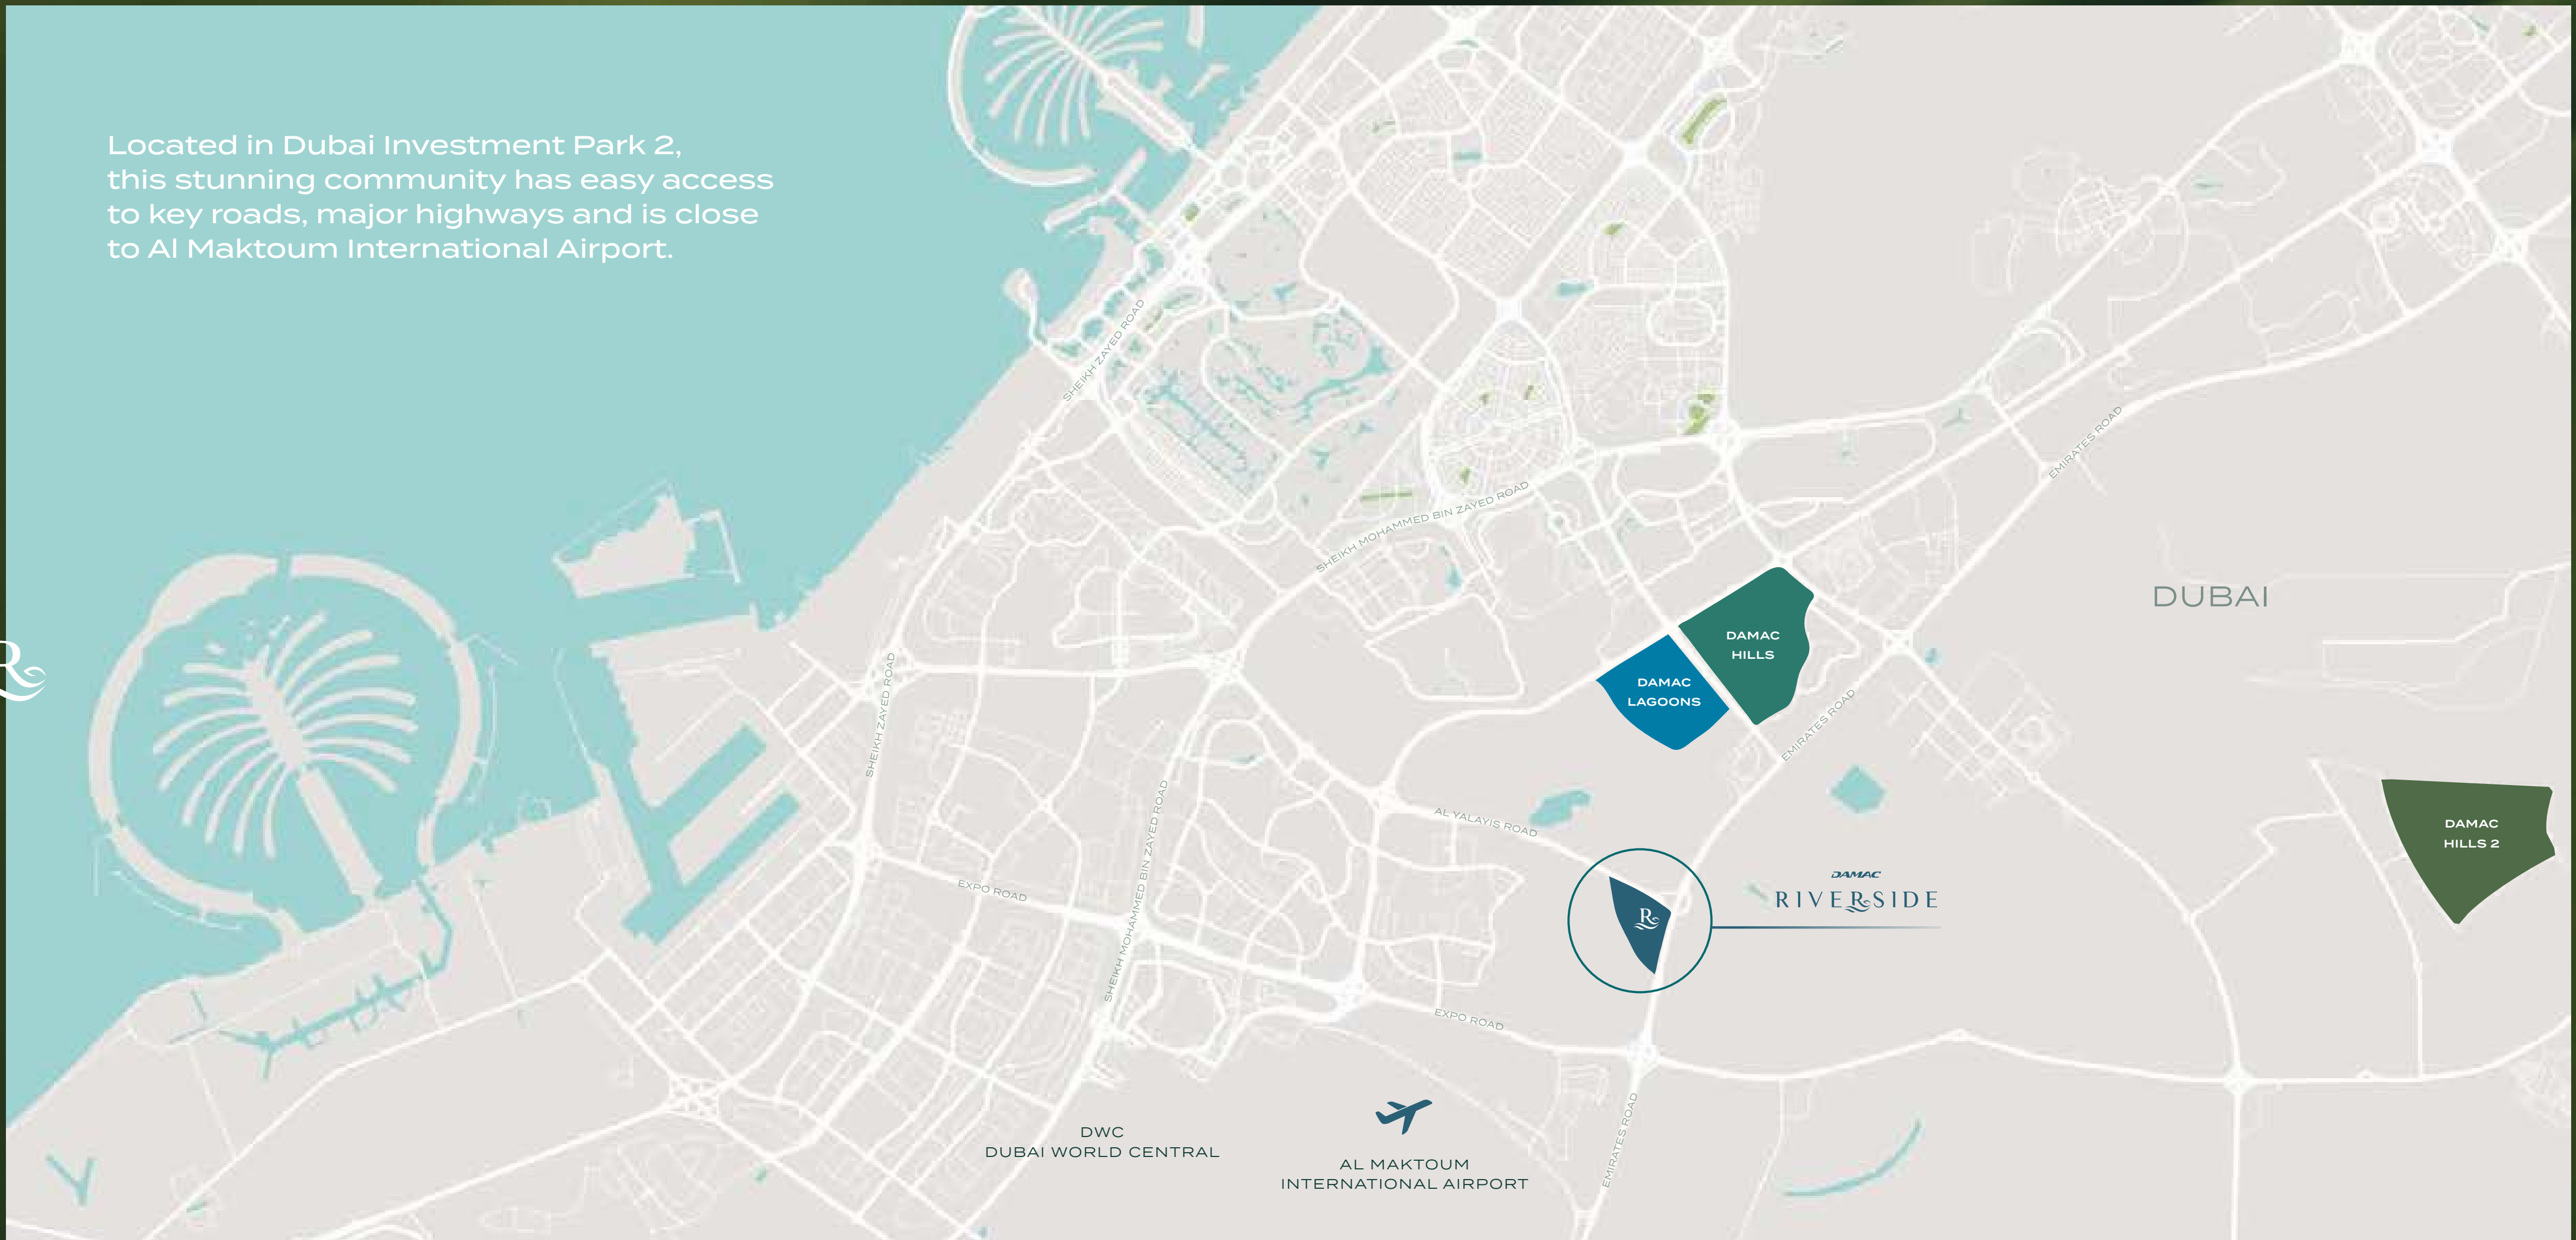 Located in Dubai Investment Park 2,
this stunning community has easy access
to key roads, major highways and is close
to Al Maktoum International Airport.
SHEIKH ZAYED ROAD
EMIRATES ROAD
SHEIKH MOHAMMED BIN ZAYED ROAD
DUBAI
DAMAC
HILLS
DAMAC
LAGOONS
SHEIKH ZAYED ROAD
EMIRATES ROAD
R
AL YALAYIS ROAD
SHEIKH MOHAMMED BIN ZAYED ROAD
DAMAC
HILLS 2
EXPO ROAD
DAMAC
RIVERSIDE
R
EXPO ROAD
EMIRATES ROAD
DWC
DUBAI WORLD CENTRAL
AL MAKTOUM
INTERNATIONAL AIRPORT